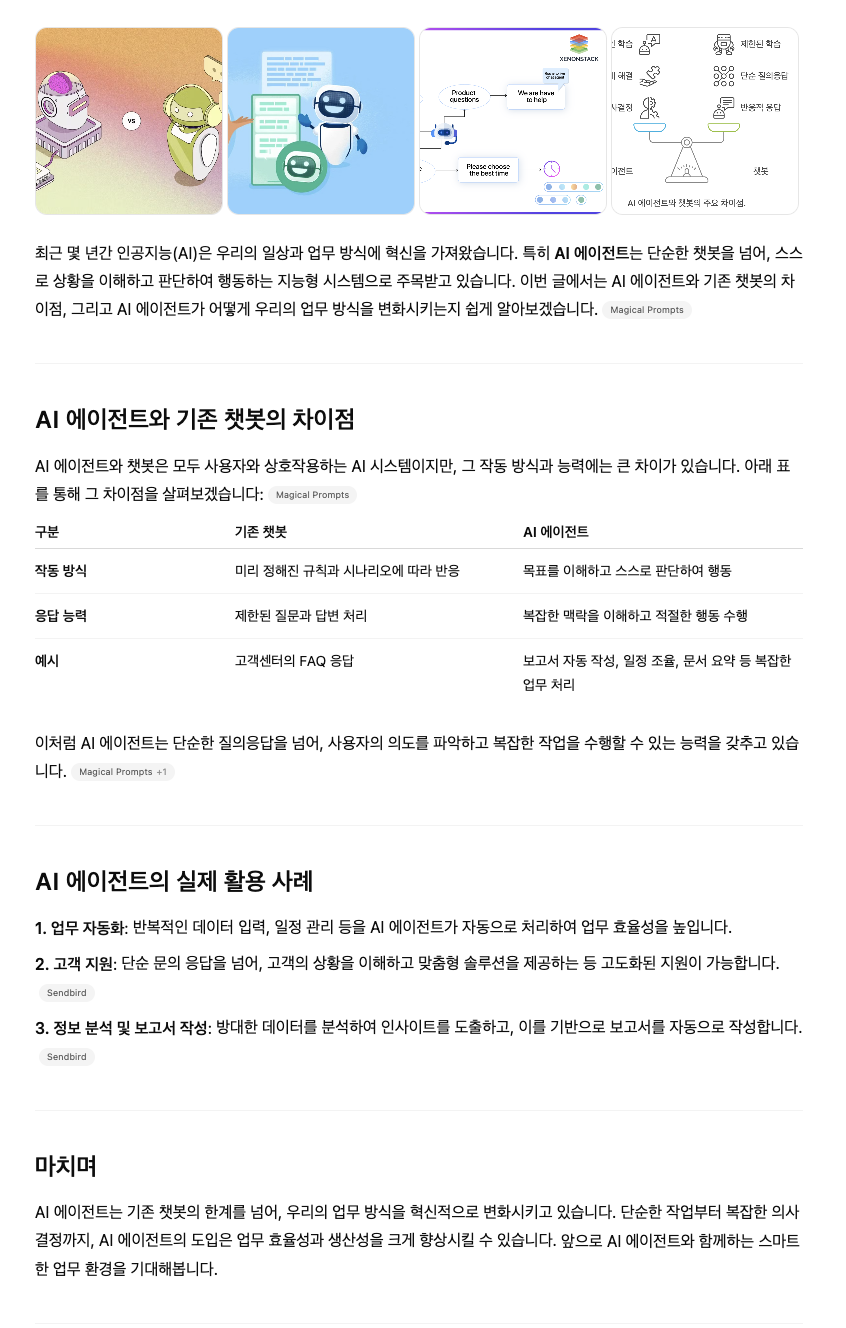 VS
XENONSTACK
Product questions
We are have to help
Please choose the best time
학습
제한된 학습
해결
단순 질의응답
사결정
반응적 응답
이전트
챗봇
AI 에이전트와 챗봇의 주요 차이점.
최근 몇 년간 인공지능(AI)은 우리의 일상과 업무 방식에 혁신을 가져왔습니다. 특히 AI 에이전트는 단순한 챗봇을 넘어, 스스
로 상황을 이해하고 판단하여 행동하는 지능형 시스템으로 주목받고 있습니다. 이번 글에서는 AI 에이전트와 기존 챗봇의 차
이점, 그리고 AI 에이전트가 어떻게 우리의 업무 방식을 변화시키는지 쉽게 알아보겠습니다. Magical Prompts
AI 에이전트와 기존 챗봇의 차이점
AI 에이전트와 챗봇은 모두 사용자와 상호작용하는 AI 시스템이지만, 그 작동 방식과 능력에는 큰 차이가 있습니다. 아래 표
를 통해 그 차이점을 살펴보겠습니다: Magical Prompts
구분 기존 챗봇 AI 에이전트
작동 방식 미리 정해진 규칙과 시나리오에 따라 반응 목표를 이해하고 스스로 판단하여 행동
응답 능력 제한된 질문과 답변 처리 복잡한 맥락을 이해하고 적절한 행동 수행
예시 고객센터의 FAQ 응답 보고서 자동 작성, 일정 조율, 문서 요약 등 복잡한
업무 처리
이처럼 AI 에이전트는 단순한 질의응답을 넘어, 사용자의 의도를 파악하고 복잡한 작업을 수행할 수 있는 능력을 갖추고 있습
니다. Magical Prompts +1
AI 에이전트의 실제 활용 사례
1. 업무 자동화: 반복적인 데이터 입력, 일정 관리 등을 AI 에이전트가 자동으로 처리하여 업무 효율성을 높입니다.
2. 고객 지원: 단순 문의 응답을 넘어, 고객의 상황을 이해하고 맞춤형 솔루션을 제공하는 등 고도화된 지원이 가능합니다.
Sendbird
3. 정보 분석 및 보고서 작성: 방대한 데이터를 분석하여 인사이트를 도출하고, 이를 기반으로 보고서를 자동으로 작성합니다.
Sendbird
마치며
AI 에이전트는 기존 챗봇의 한계를 넘어, 우리의 업무 방식을 혁신적으로 변화시키고 있습니다. 단순한 작업부터 복잡한 의사
결정까지, AI 에이전트의 도입은 업무 효율성과 생산성을 크게 향상시킬 수 있습니다. 앞으로 AI 에이전트와 함께하는 스마트
한 업무 환경을 기대해봅니다.